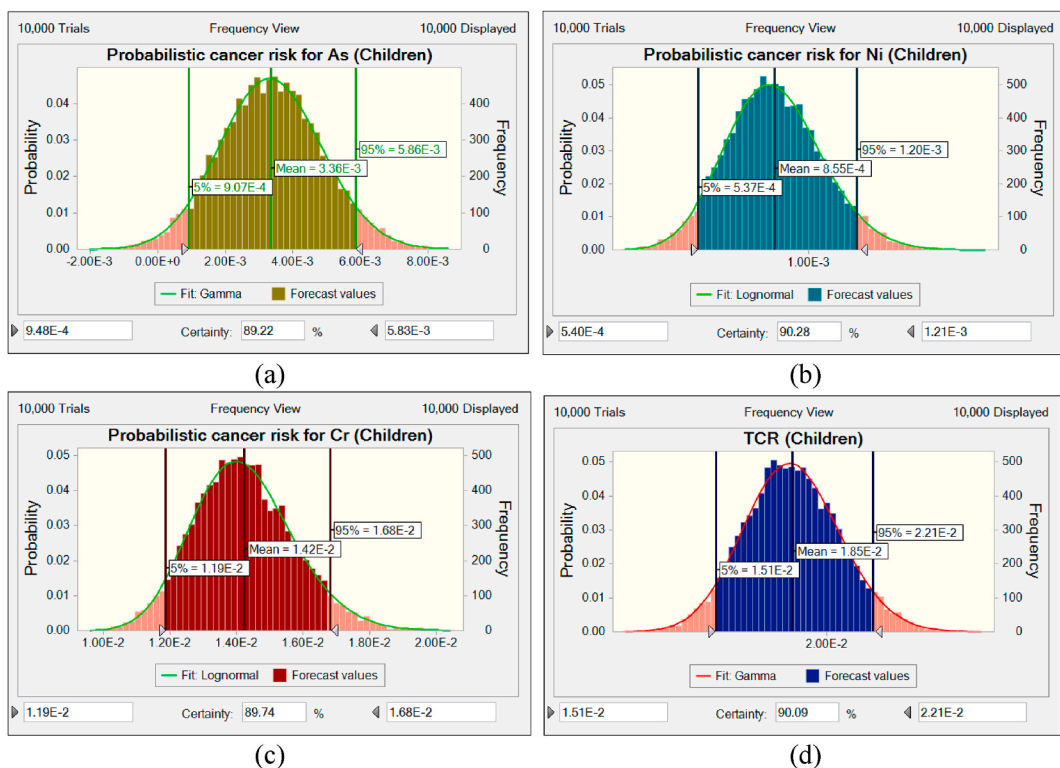 10,000 Trials Frequency View 10,000 Displayed
Probabilistic cancer risk for As (Children)
Probability
0.04
0.03
0.02
0.01
0.00
Frequency
400
300
200
100
0
95% = 5.86E-3
Mean = 3.36E-3
5% = 9.07E-4
-2.00E-3 0.00E+0 2.00E-3 4.00E-3 6.00E-3 8.00E-3
Fit: Gamma Forecast values
9.48E-4 Certainty: 89.22 % 5.83E-3
(a)
10,000 Trials Frequency View 10,000 Displayed
Probabilistic cancer risk for Ni (Children)
Probability
0.05
0.04
0.03
0.02
0.01
0.00
Frequency
500
400
300
200
100
0
95% = 1.20E-3
Mean = 8.55E-4
5% = 5.37E-4
1.00E-3
Fit: Lognormal Forecast values
5.40E-4 Certainty: 90.28 % 1.21E-3
(b)
10,000 Trials Frequency View 10,000 Displayed
Probabilistic cancer risk for Cr (Children)
Probability
0.05
0.04
0.03
0.02
0.01
0.00
Frequency
500
400
300
200
100
0
95% = 1.68E-2
Mean = 1.42E-2
5% = 1.19E-2
1.00E-2 1.20E-2 1.40E-2 1.60E-2 1.80E-2 2.00E-2
Fit: Lognormal Forecast values
1.19E-2 Certainty: 89.74 % 1.68E-2
(c)
10,000 Trials Frequency View 10,000 Displayed
TCR (Children)
Probability
0.05
0.04
0.03
0.02
0.01
0.00
Frequency
500
400
300
200
100
0
95% = 2.21E-2
Mean = 1.85E-2
5% = 1.51E-2
2.00E-2
Fit: Gamma Forecast values
1.51E-2 Certainty: 90.09 % 2.21E-2
(d)